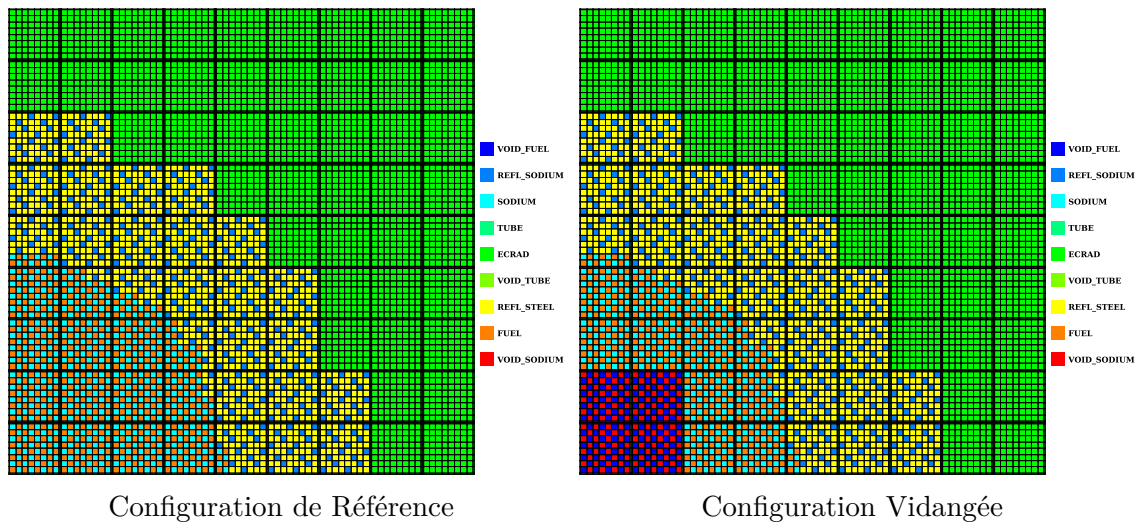 VOID_FUEL
REFL_SODIUM
SODIUM
TUBE
ECRAD
VOID_TUBE
REFL_STEEL
FUEL
VOID_SODIUM
VOID_FUEL
REFL_SODIUM
SODIUM
TUBE
ECRAD
VOID_TUBE
REFL_STEEL
FUEL
VOID_SODIUM
Configuration de Référence
Configuration Vidangée